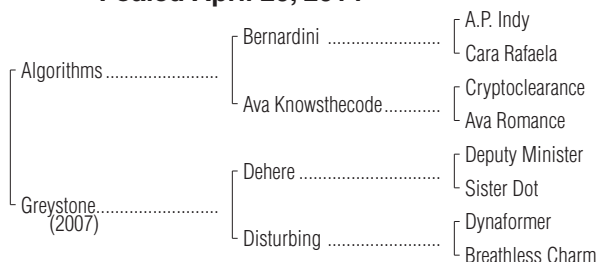 A.P. Indy
Bernardini
Cara Rafaela
Algorithms
Cryptoclearance
Ava Knowsthecode
Ava Romance
Deputy Minister
Dehere
Sister Dot
Greystone
(2007)
Dynaformer
Disturbing
Breathless Charm